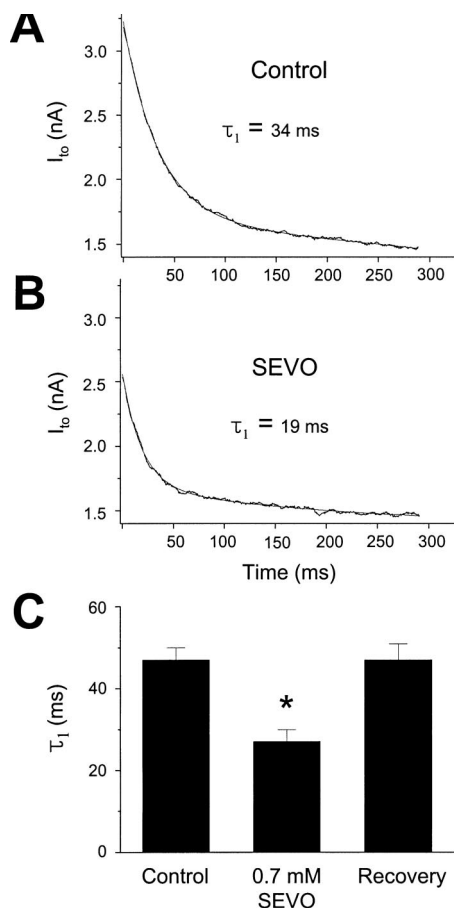 A
3.0
2.5
2.0
1.5
I_to (nA)
Control
τ₁ = 34 ms
50 100 150 200 250 300
B
3.0
2.5
2.0
1.5
I_to (nA)
SEVO
τ₁ = 19 ms
50 100 150 200 250 300
Time (ms)
C
60
40
20
0
τ₁ (ms)
*
Control 0.7 mM Recovery
SEVO